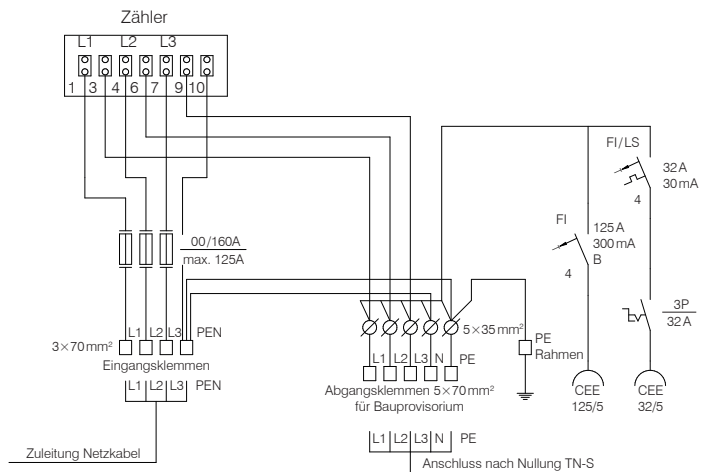 Zähler
L1 L2 L3
1 3 4 6 7 9 10
FI/LS
32 A
30 mA
4
FI
125 A
300 mA
B
4
00/160A
max. 125A
3P
32 A
L1 L2 L3 PEN
3×70 mm²
Eingangsklemmen
L1 L2 L3 PEN
5×35 mm²
PE
Rahmen
L1 L2 L3 N PE
Abgangsklemmen 5×70 mm²
für Bauprovisorium
CEE
125/5
CEE
32/5
L1 L2 L3 N PE
Zuleitung Netzkabel
Anschluss nach Nullung TN-S